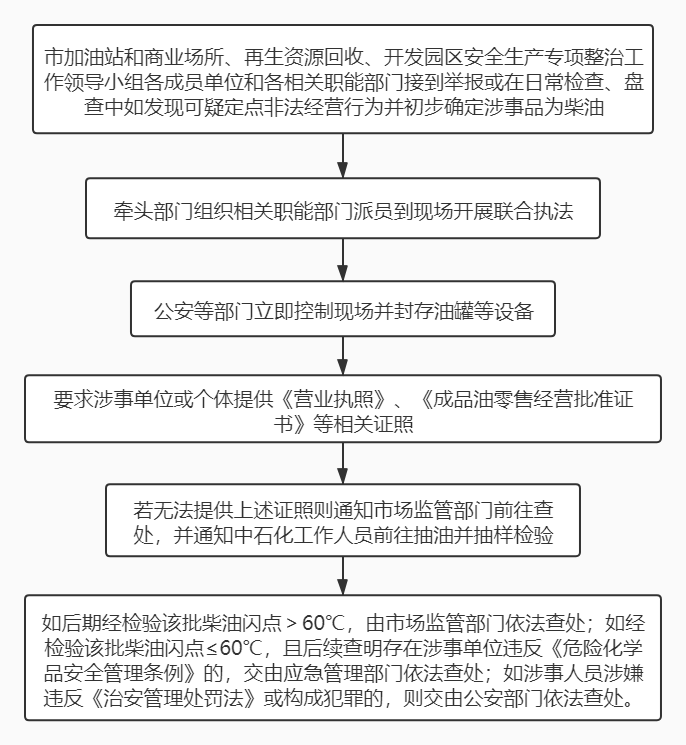 市加油站和商业场所、再生资源回收、开发园区安全生产专项整治工
作领导小组各成员单位和各相关职能部门接到举报或在日常检查、盘
查中如发现可疑定点非法经营行为并初步确定涉事品为柴油
牵头部门组织相关职能部门派员到现场开展联合执法
公安等部门立即控制现场并封存油罐等设备
要求涉事单位或个体提供《营业执照》、《成品油零售经营批准证
书》等相关证照
若无法提供上述证照则通知市场监管部门前往查
处，并通知中石化工作人员前往抽油并抽样检验
如后期经检验该批柴油闪点＞60℃，由市场监管部门依法查处；如经
检验该批柴油闪点≤60℃，且后续查明存在涉事单位违反《危险化学
品安全管理条例》的，交由应急管理部门依法查处；如涉事人员涉嫌
违反《治安管理处罚法》或构成犯罪的，则交由公安部门依法查处。